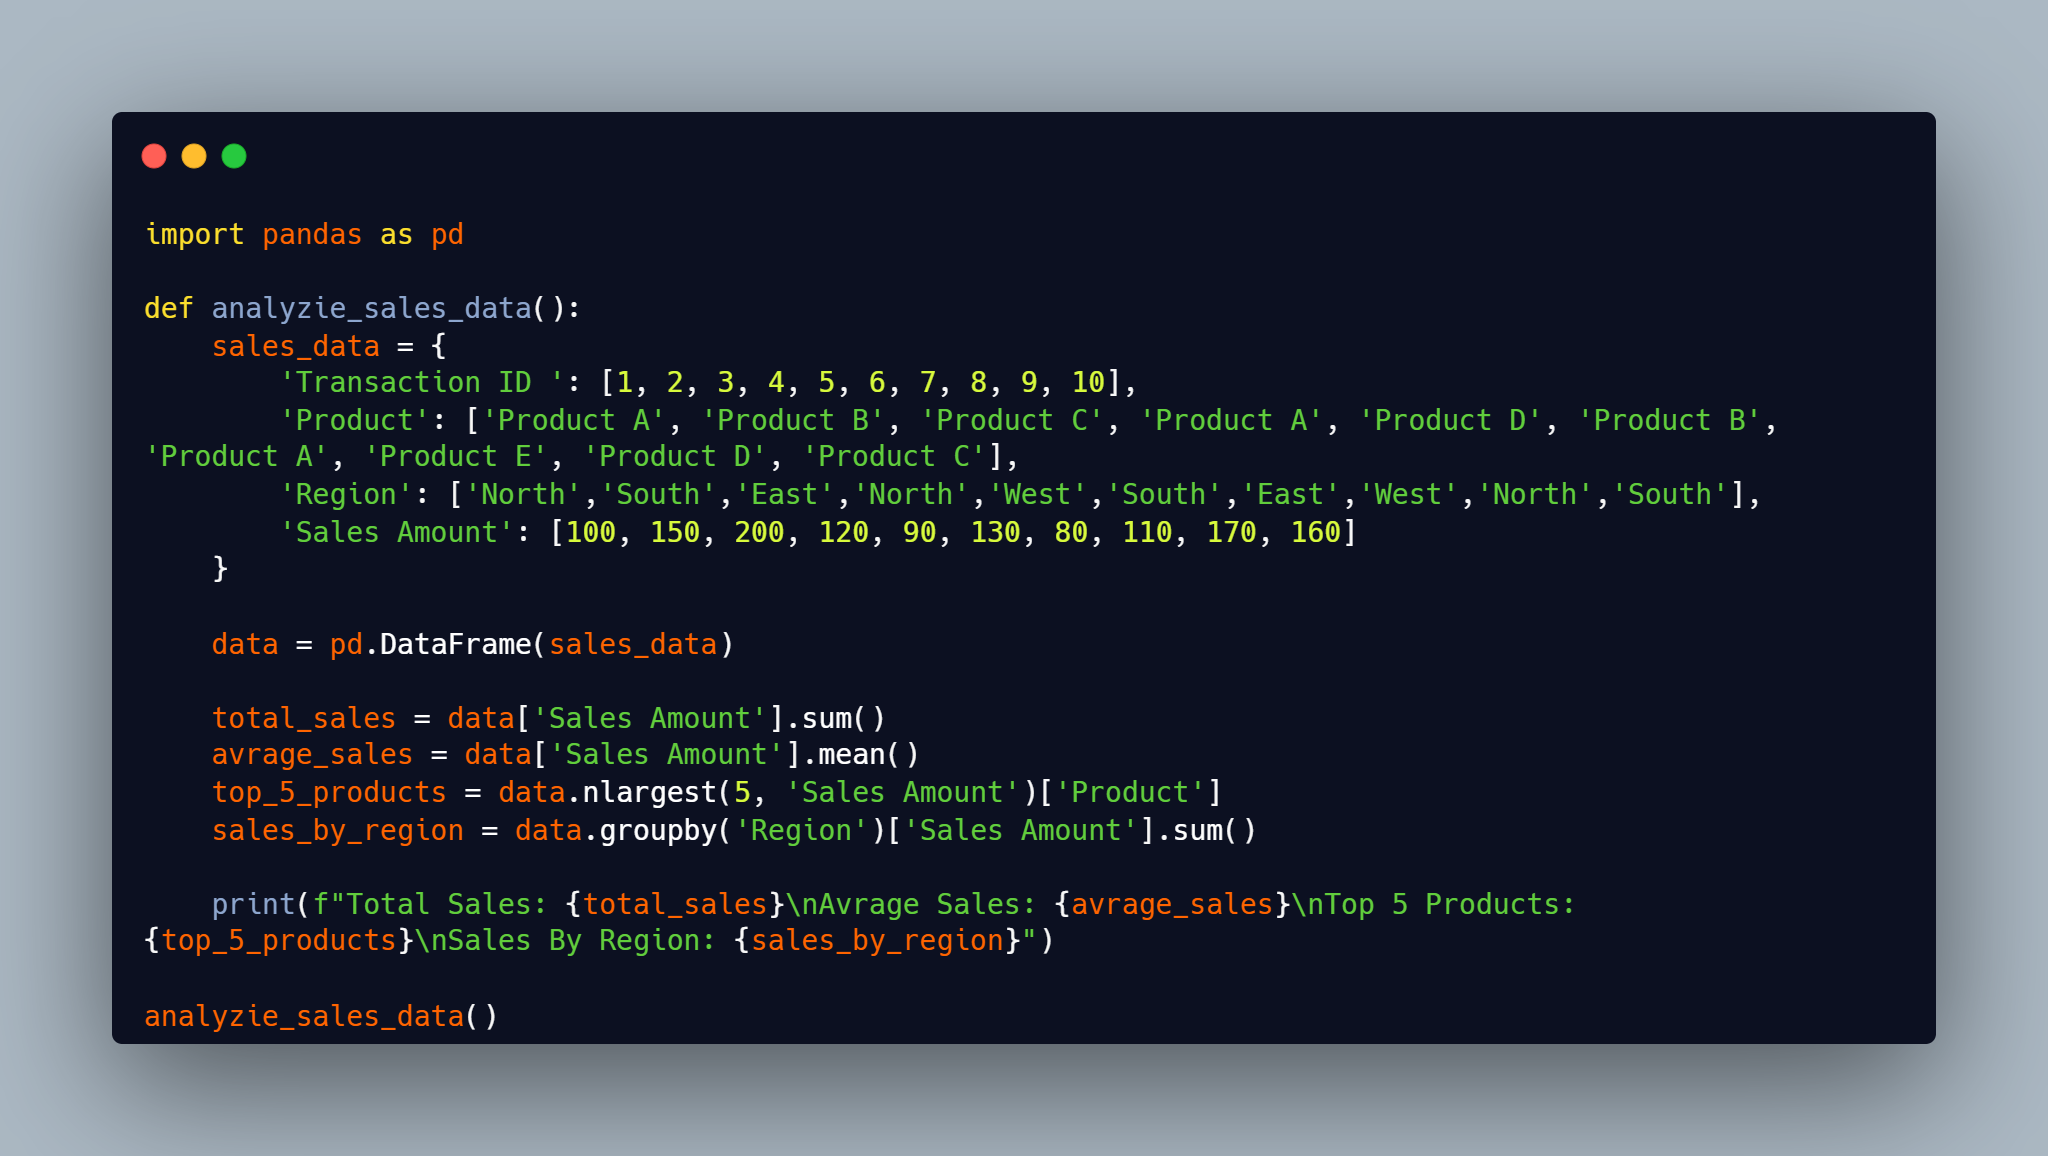 import pandas as pd
def analyzie_sales_data():
    sales_data = {
        'Transaction ID ': [1, 2, 3, 4, 5, 6, 7, 8, 9, 10],
        'Product': ['Product A', 'Product B', 'Product C', 'Product A', 'Product D', 'Product B',
'Product A', 'Product E', 'Product D', 'Product C'],
        'Region': ['North','South','East','North','West','South','East','West','North','South'],
        'Sales Amount': [100, 150, 200, 120, 90, 130, 80, 110, 170, 160]
    }
    data = pd.DataFrame(sales_data)
    total_sales = data['Sales Amount'].sum()
    avrage_sales = data['Sales Amount'].mean()
    top_5_products = data.nlargest(5, 'Sales Amount')['Product']
    sales_by_region = data.groupby('Region')['Sales Amount'].sum()
    print(f"Total Sales: {total_sales}\nAvrage Sales: {avrage_sales}\nTop 5 Products:
{top_5_products}\nSales By Region: {sales_by_region}")
analyzie_sales_data()